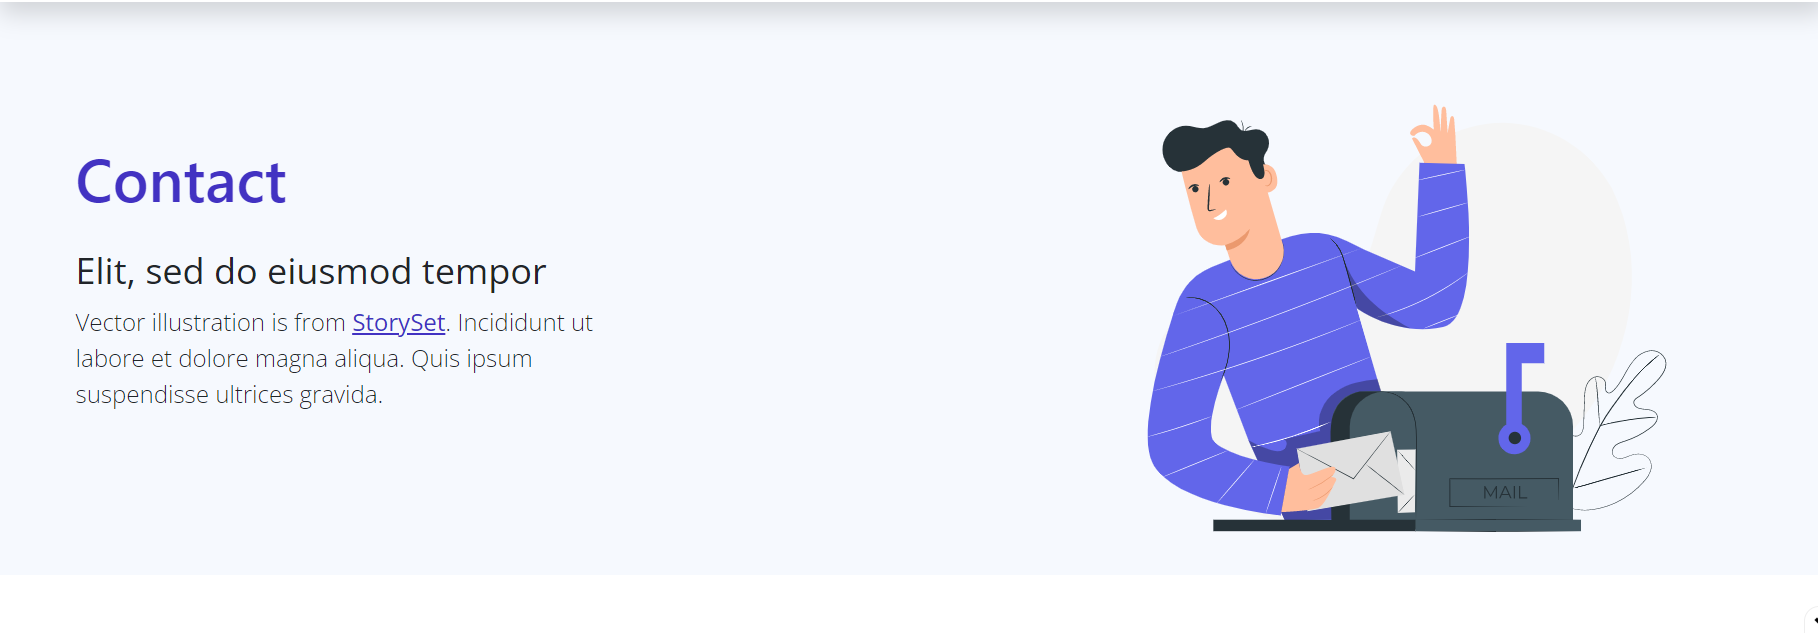 Contact
Elit, sed do eiusmod tempor
Vector illustration is from StorySet. Incididunt ut
labore et dolore magna aliqua. Quis ipsum
suspendisse ultrices gravida.
MAIL